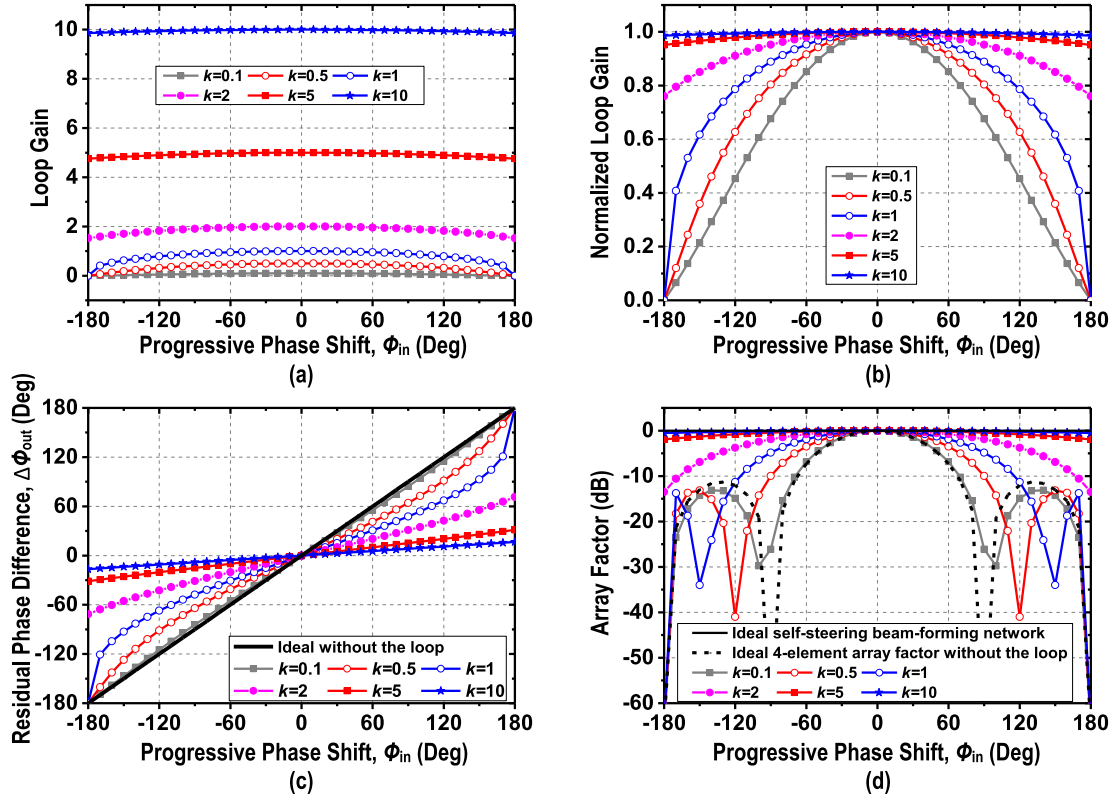 10
8
6
4
2
0
Loop Gain
k=0.1 k=0.5 k=1
k=2 k=5 k=10
-180 -120 -60 0 60 120 180
Progressive Phase Shift, Φin (Deg)
(a)
1.0
0.8
0.6
0.4
0.2
0.0
Normalized Loop Gain
k=0.1
k=0.5
k=1
k=2
k=5
k=10
-180 -120 -60 0 60 120 180
Progressive Phase Shift, Φin (Deg)
(b)
180
120
60
0
-60
-120
-180
Residual Phase Difference, ΔΦout (Deg)
Ideal without the loop
k=0.1 k=0.5 k=1
k=2 k=5 k=10
-180 -120 -60 0 60 120 180
Progressive Phase Shift, Φin (Deg)
(c)
0
-10
-20
-30
-40
-50
-60
Array Factor (dB)
Ideal self-steering beam-forming network
Ideal 4-element array factor without the loop
k=0.1 k=0.5 k=1
k=2 k=5 k=10
-180 -120 -60 0 60 120 180
Progressive Phase Shift, Φin (Deg)
(d)